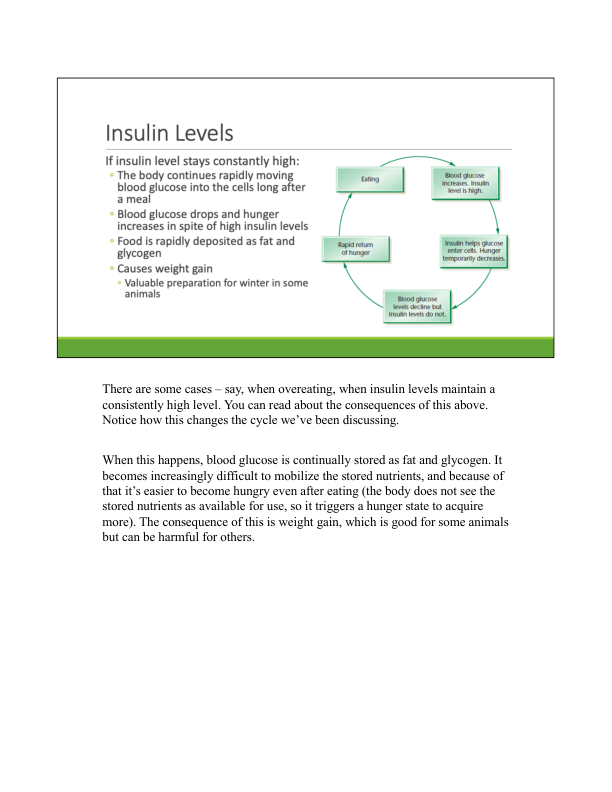 Insulin Levels
If insulin level stays constantly high:
The body continues rapidly moving
blood glucose into the cells long after
a meal
Blood glucose drops and hunger
increases in spite of high insulin levels
Food is rapidly deposited as fat and
glycogen
Causes weight gain
Valuable preparation for winter in some
animals
Eating
Blood glucose
increases. Insulin
level is high.
Insulin helps glucose
enter cells. Hunger
temporarily decreases.
Blood glucose
levels decline but
insulin levels do not.
Rapid return
of hunger
There are some cases – say, when overeating, when insulin levels maintain a
consistently high level. You can read about the consequences of this above.
Notice how this changes the cycle we’ve been discussing.
When this happens, blood glucose is continually stored as fat and glycogen. It
becomes increasingly difficult to mobilize the stored nutrients, and because of
that it’s easier to become hungry even after eating (the body does not see the
stored nutrients as available for use, so it triggers a hunger state to acquire
more). The consequence of this is weight gain, which is good for some animals
but can be harmful for others.